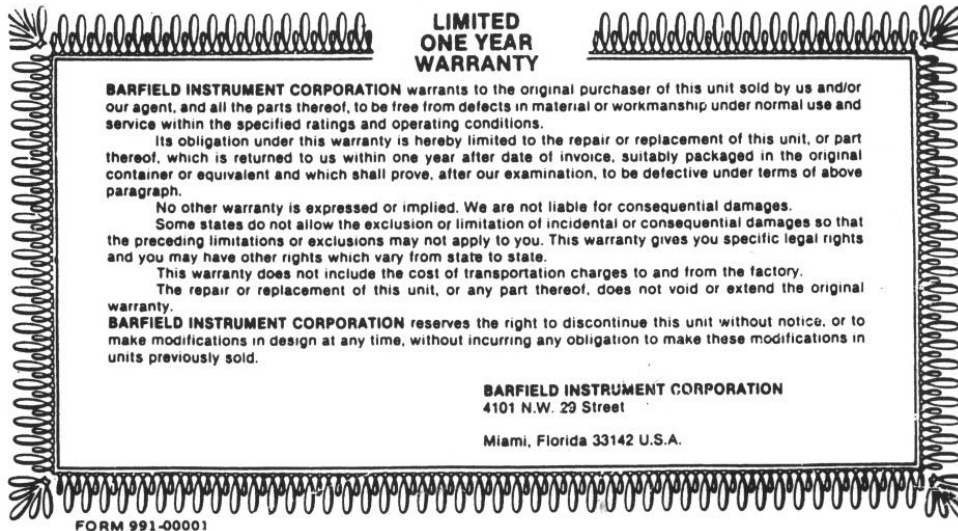 LIMITED
ONE YEAR
WARRANTY
BARFIELD INSTRUMENT CORPORATION warrants to the original purchaser of this unit sold by us and/or
our agent, and all the parts thereof, to be free from defects in material or workmanship under normal use and
service within the specified ratings and operating conditions.
Its obligation under this warranty is hereby limited to the repair or replacement of this unit, or part
thereof, which is returned to us within one year after date of invoice, suitably packaged in the original
container or equivalent and which shall prove, after our examination, to be defective under terms of above
paragraph.
No other warranty is expressed or implied. We are not liable for consequential damages.
Some states do not allow the exclusion or limitation of incidental or consequential damages so that
the preceding limitations or exclusions may not apply to you. This warranty gives you specific legal rights
and you may have other rights which vary from state to state.
This warranty does not include the cost of transportation charges to and from the factory.
The repair or replacement of this unit, or any part thereof, does not void or extend the original
warranty.
BARFIELD INSTRUMENT CORPORATION reserves the right to discontinue this unit without notice, or to
make modifications in design at any time, without incurring any obligation to make these modifications in
units previously sold.
BARFIELD INSTRUMENT CORPORATION
4101 N.W. 29 Street
Miami, Florida 33142 U.S.A.
FORM 991-00001